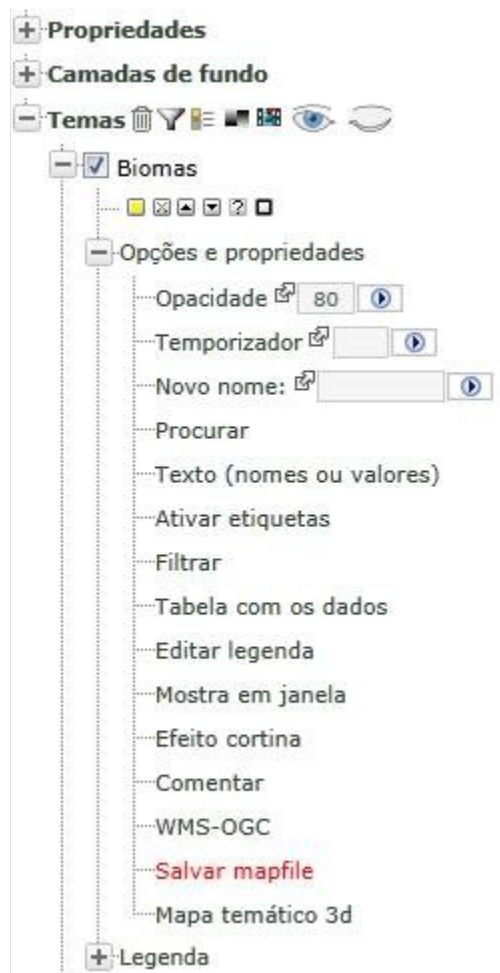 Propriedades
Camadas de fundo
Temas
Biomas
?
Opções e propriedades
Opacidade 80
Temporizador
Novo nome:
Procurar
Texto (nomes ou valores)
Ativar etiquetas
Filtrar
Tabela com os dados
Editar legenda
Mostra em janela
Efeito cortina
Comentar
WMS-OGC
Salvar mapfile
Mapa temático 3d
Legenda